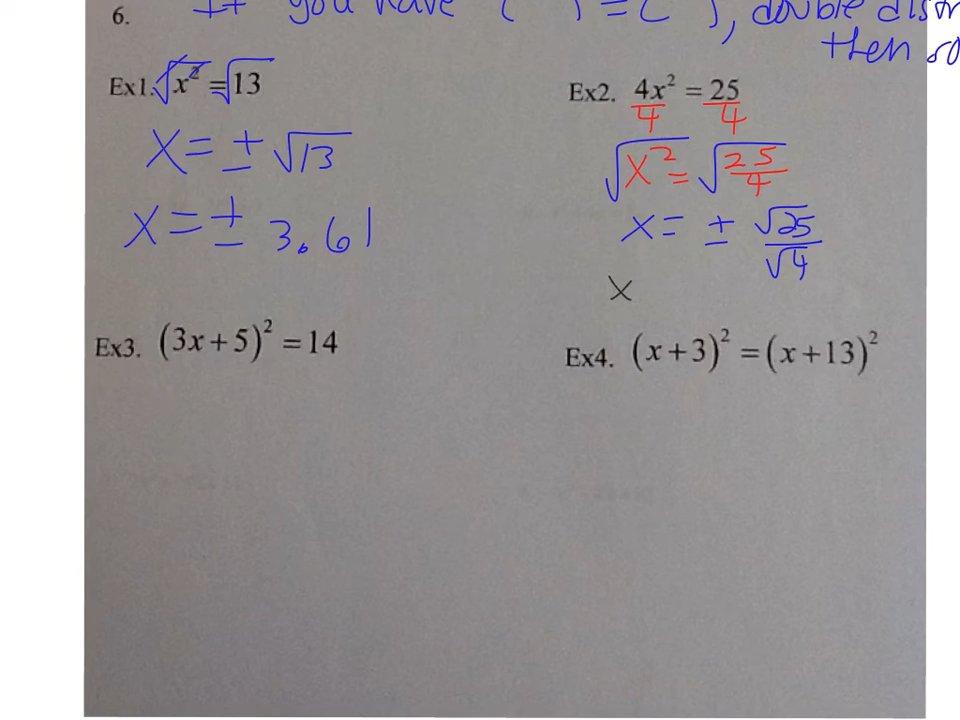 6. If you have ( ) = ( ), double
then
Ex1. √x² = √13
x = ± √13
x = ± 3.61
Ex2. 4x² = 25
4 4
√x² = √25/4
x = ± √25/√4
x
Ex3. (3x+5)² = 14
Ex4. (x+3)² = (x+13)²